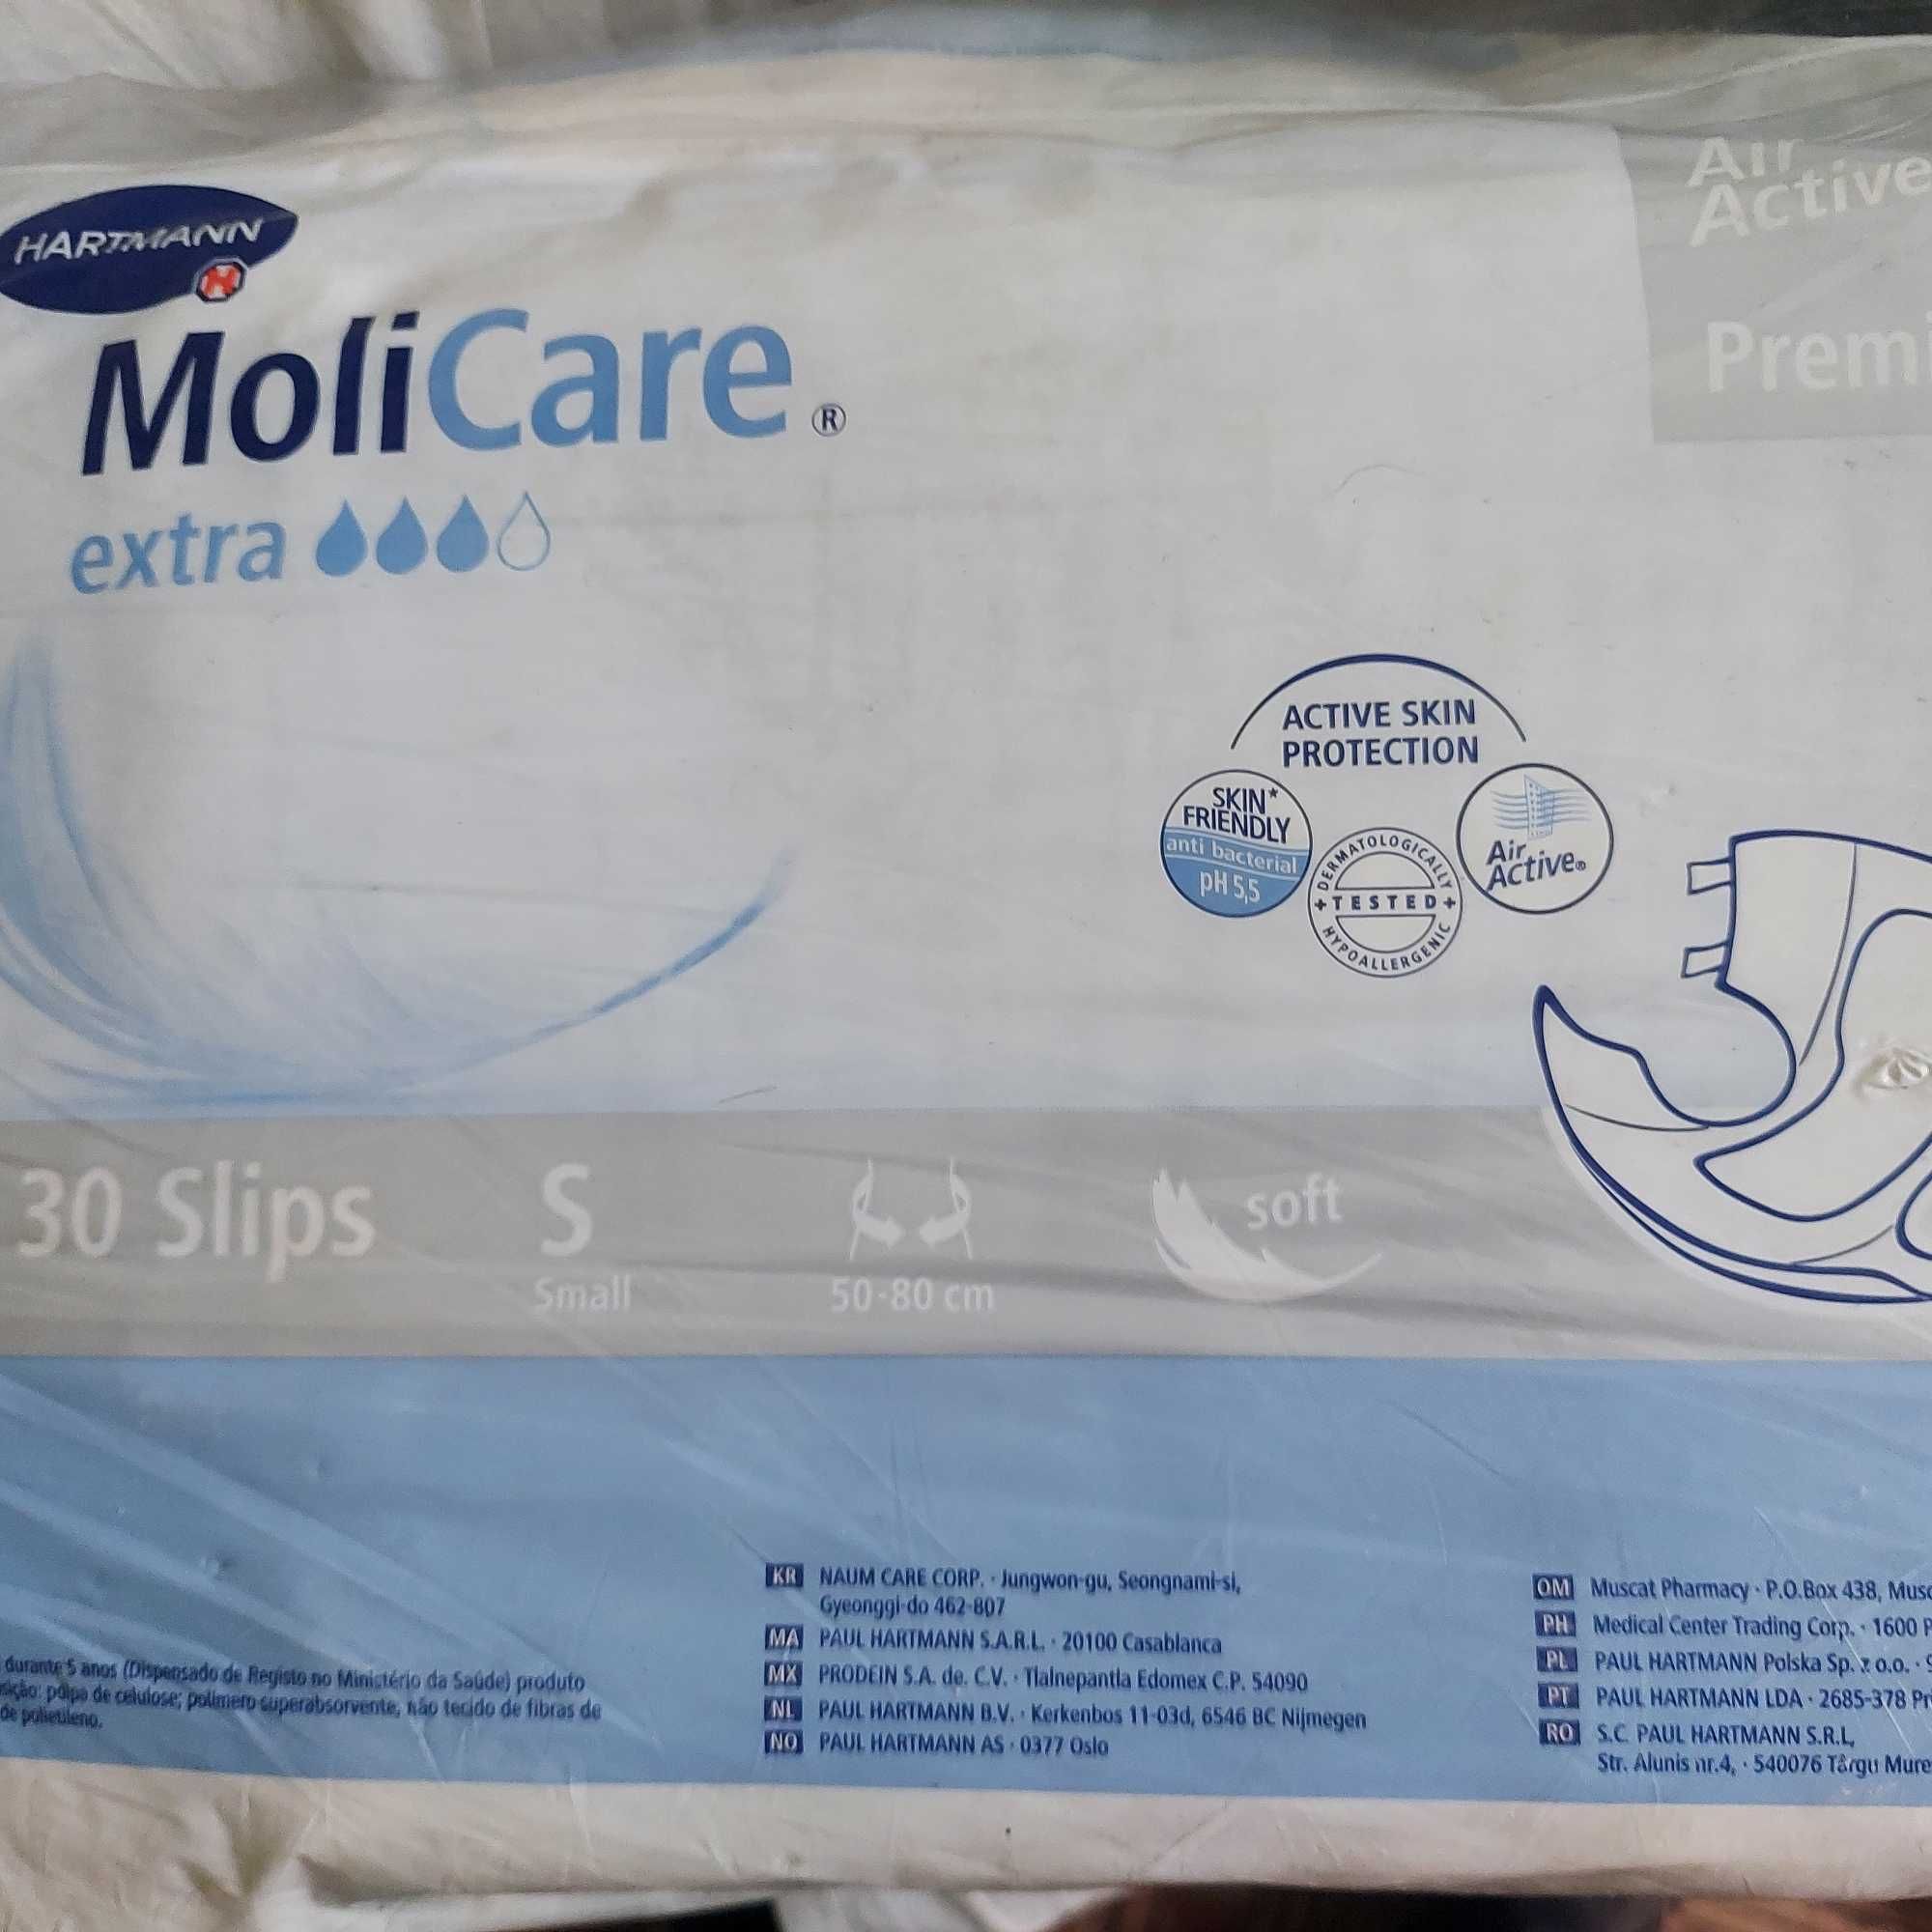 Air
Active
HARTMANN
MoliCare®
extra
ACTIVE SKIN
PROTECTION
SKIN*
FRIENDLY
anti bacterial
pH 5,5
DERMATOLOGICALLY
+TESTED+
HYPOALLERGENIC
Air
Active®
30 Slips
S
Small
50-80 cm
soft
durante 5 anos (Dispensado de Registo no Ministério da Saúde) produto
polpa de celulose; polímero superabsorvente, não tecido de fibras de
de polietileno.
KR NAUM CARE CORP. · Jungwon-gu, Seongnami-si,
Gyeonggi-do 462-807
MA PAUL HARTMANN S.A.R.L. · 20100 Casablanca
MX PRODEIN S.A. de. C.V. · Tlalnepantla Edomex C.P. 54090
NL PAUL HARTMANN B.V. · Kerkenbos 11-03d, 6546 BC Nijmegen
NO PAUL HARTMANN AS · 0377 Oslo
OM Muscat Pharmacy · P.O.Box 438,
PH Medical Center Trading Corp. · 1600
PL PAUL HARTMANN Polska Sp. z o.o. ·
PT PAUL HARTMANN LDA · 2685-378
RO S.C. PAUL HARTMANN S.R.L,
Str. Alunis nr.4, · 540076 Târgu